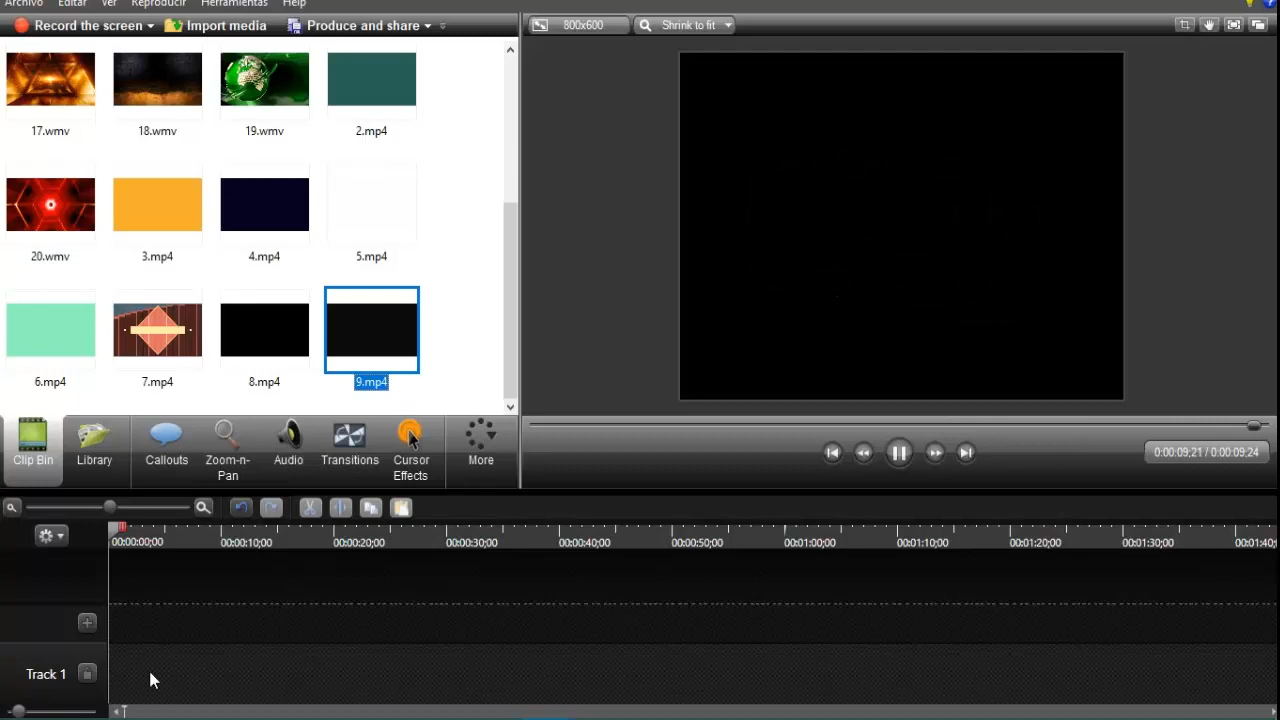 Archivo Editar Ver Reproducir Herramientas Help
Record the screen Import media Produce and share
800x600 Shrink to fit
17.wmv 18.wmv 19.wmv 2.mp4
20.wmv 3.mp4 4.mp4 5.mp4
6.mp4 7.mp4 8.mp4 9.mp4
Clip Bin Library Callouts Zoom-n-Pan Audio Transitions Cursor Effects More
0:00:09;21 / 0:00:09;24
00:00:00;00 00:00:10;00 00:00:20;00 00:00:30;00 00:00:40;00 00:00:50;00 00:01:00;00 00:01:10;00 00:01:20;00 00:01:30;00 00:01:40;
Track 1